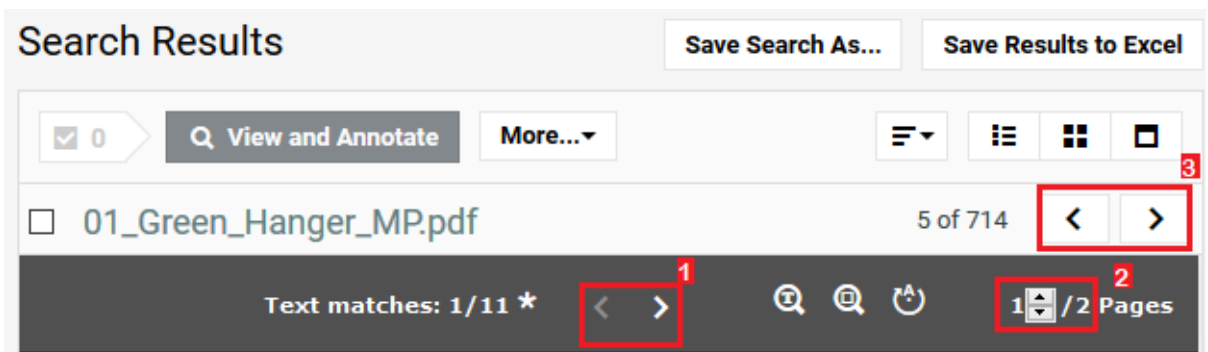 Search Results
Save Search As... Save Results to Excel
0 View and Annotate More...
3
01_Green_Hanger_MP.pdf 5 of 714
1 2
Text matches: 1/11 * 1 /2 Pages